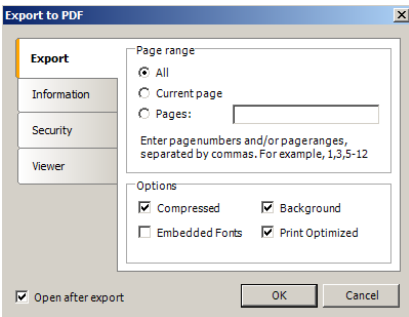 Export to PDF
Export
Information
Security
Viewer
Page range
All
Current page
Pages:
Enter pagenumbers and/or pageranges,
separated by commas. For example, 1,3,5-12
Options
Compressed
Background
Embedded Fonts
Print Optimized
Open after export
OK
Cancel